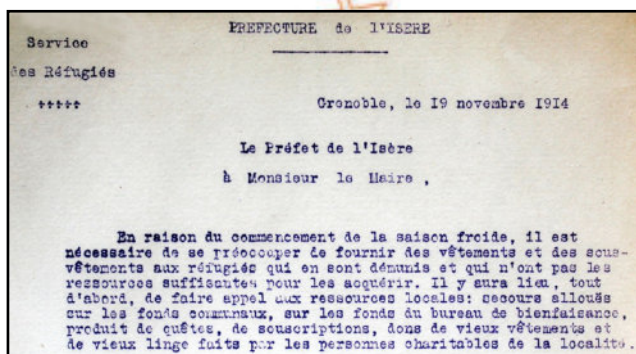 PREFECTURE de l'ISERE
Service
des Réfugiés
+++++
Grenoble, le 19 novembre 1914
Le Préfet de l'Isère
à Monsieur le Maire ,
En raison du commencement de la saison froide, il est
nécessaire de se préoccuper de fournir des vêtements et des sous-
vêtements aux réfugiés qui en sont démunis et qui n'ont pas les
ressources suffisantes pour les acquérir. Il y aura lieu, tout
d'abord, de faire appel aux ressources locales: secours alloués
sur les fonds communaux, sur les fonds du bureau de bienfaisance,
produit de quêtes, de souscriptions, dons de vieux vêtements et
de vieux linge faits par les personnes charitables de la localité.